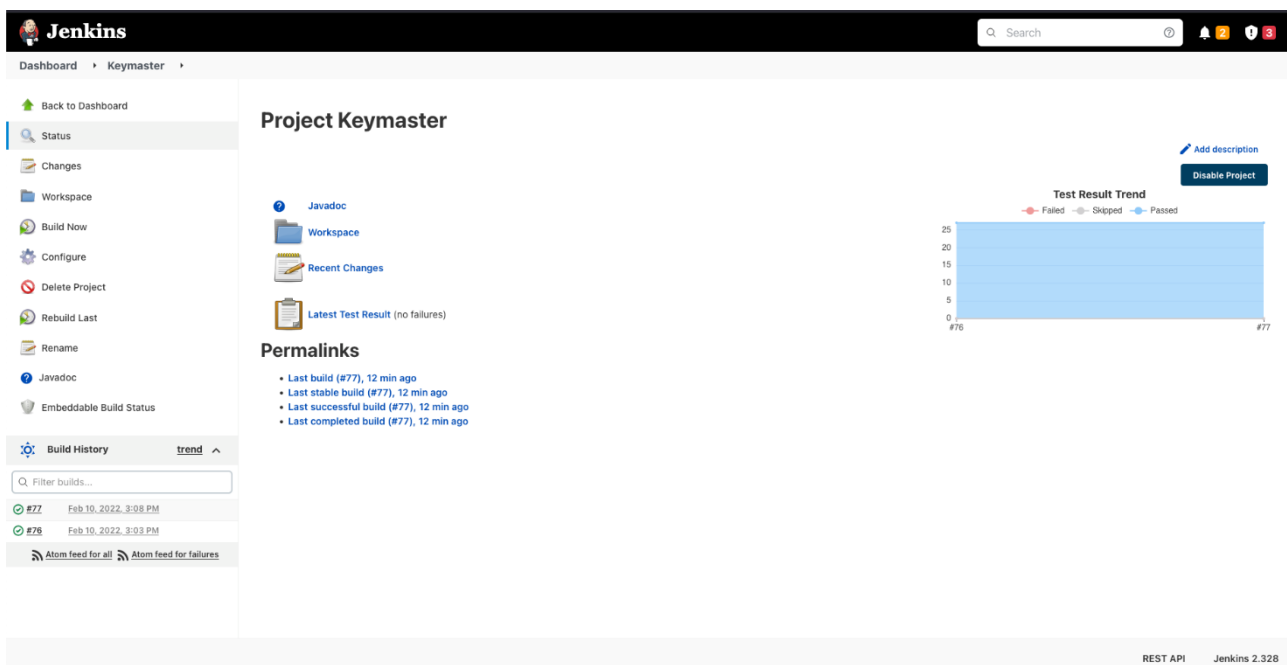 Jenkins
Search
2
3
Dashboard
Keymaster
Back to Dashboard
Status
Changes
Workspace
Build Now
Configure
Delete Project
Rebuild Last
Rename
Javadoc
Embeddable Build Status
Build History trend
Filter builds...
#77 Feb 10, 2022, 3:08 PM
#76 Feb 10, 2022, 3:03 PM
Atom feed for all Atom feed for failures
Project Keymaster
Add description
Disable Project
Javadoc
Workspace
Recent Changes
Latest Test Result (no failures)
Test Result Trend
Failed Skipped Passed
25
20
15
10
5
0
#76 #77
Permalinks
• Last build (#77), 12 min ago
• Last stable build (#77), 12 min ago
• Last successful build (#77), 12 min ago
• Last completed build (#77), 12 min ago
REST API Jenkins 2.328